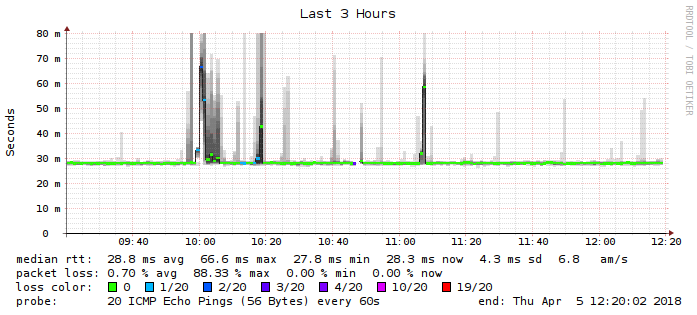 Last 3 Hours
RRDTOOL / TOBI OETIKER
Seconds
80 m
70 m
60 m
50 m
40 m
30 m
20 m
10 m
0
09:40 10:00 10:20 10:40 11:00 11:20 11:40 12:00 12:20
median rtt: 28.8 ms avg 66.6 ms max 27.8 ms min 28.3 ms now 4.3 ms sd 6.8 am/s
packet loss: 0.70 % avg 88.33 % max 0.00 % min 0.00 % now
loss color: 0 1/20 2/20 3/20 4/20 10/20 19/20
probe: 20 ICMP Echo Pings (56 Bytes) every 60s end: Thu Apr 5 12:20:02 2018